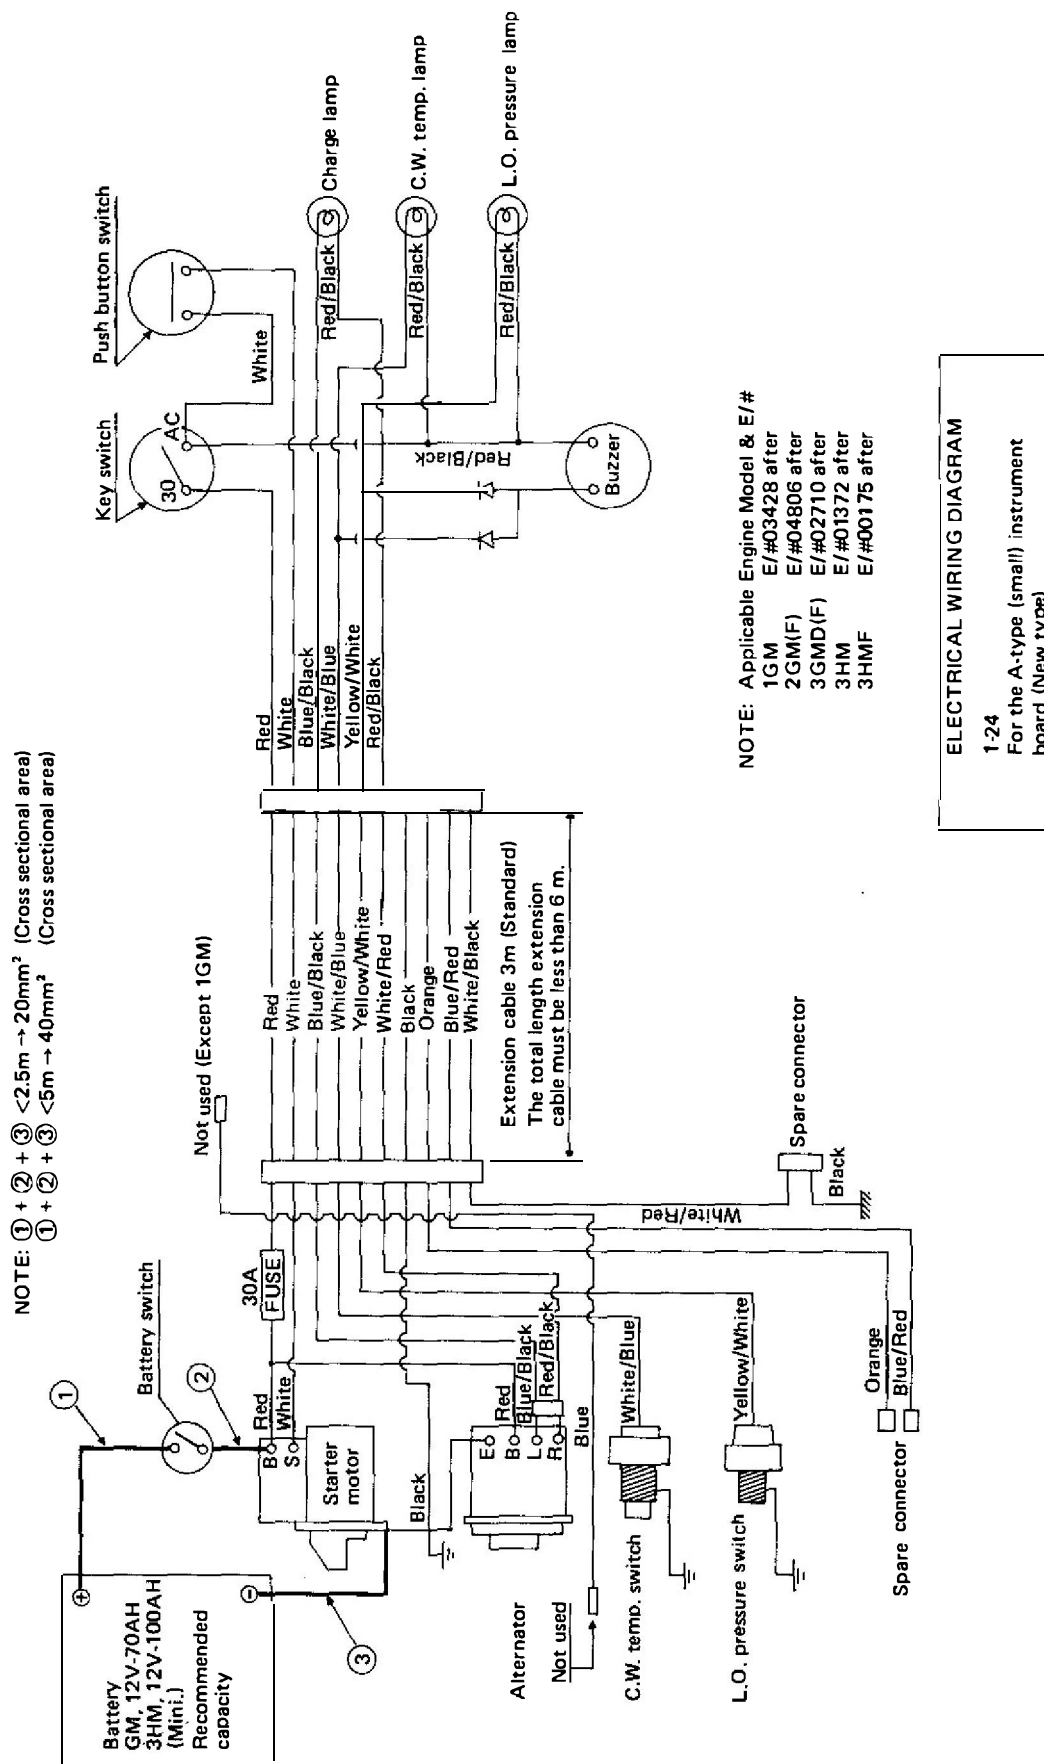 NOTE: ① + ② + ③ <2.5m → 20mm² (Cross sectional area)
① + ② + ③ <5m → 40mm² (Cross sectional area)
Battery
GM, 12V-70AH
3HM, 12V-100AH
(Mini.)
Recommended
capacity
+
-
①
②
③
Battery switch
Red
White
B
S
Starter
motor
30A
FUSE
Not used (Except 1GM)
Black
E
B
L
R
Red
Blue/Black
Red/Black
Alternator
Not used
Blue
C.W. temp. switch
White/Blue
L.O. pressure switch
Yellow/White
Spare connector
Orange
Blue/Red
White/Red
Spare connector
Black
Red
White
Blue/Black
White/Blue
Yellow/White
White/Red
Black
Orange
Blue/Red
White/Black
Extension cable 3m (Standard)
The total length extension
cable must be less than 6 m.
Red
White
Blue/Black
White/Blue
Yellow/White
Red/Black
Key switch
30
AC
Push button switch
White
Red/Black
Buzzer
Red/Black
Charge lamp
Red/Black
C.W. temp. lamp
Red/Black
L.O. pressure lamp
NOTE: Applicable Engine Model & E/#
1GM E/#03428 after
2GM(F) E/#04806 after
3GMD(F) E/#02710 after
3HM E/#01372 after
3HMF E/#00175 after
ELECTRICAL WIRING DIAGRAM
1-24
For the A-type (small) instrument
board (New type)